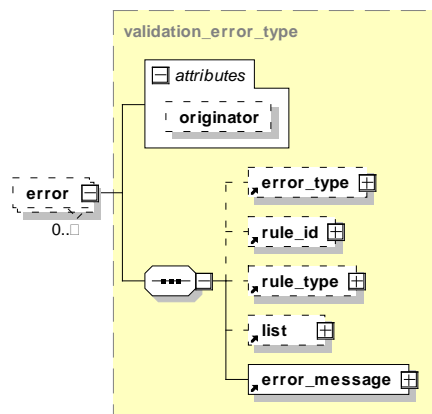 validation_error_type
attributes
originator
error
0..
error_type
rule_id
rule_type
list
error_message